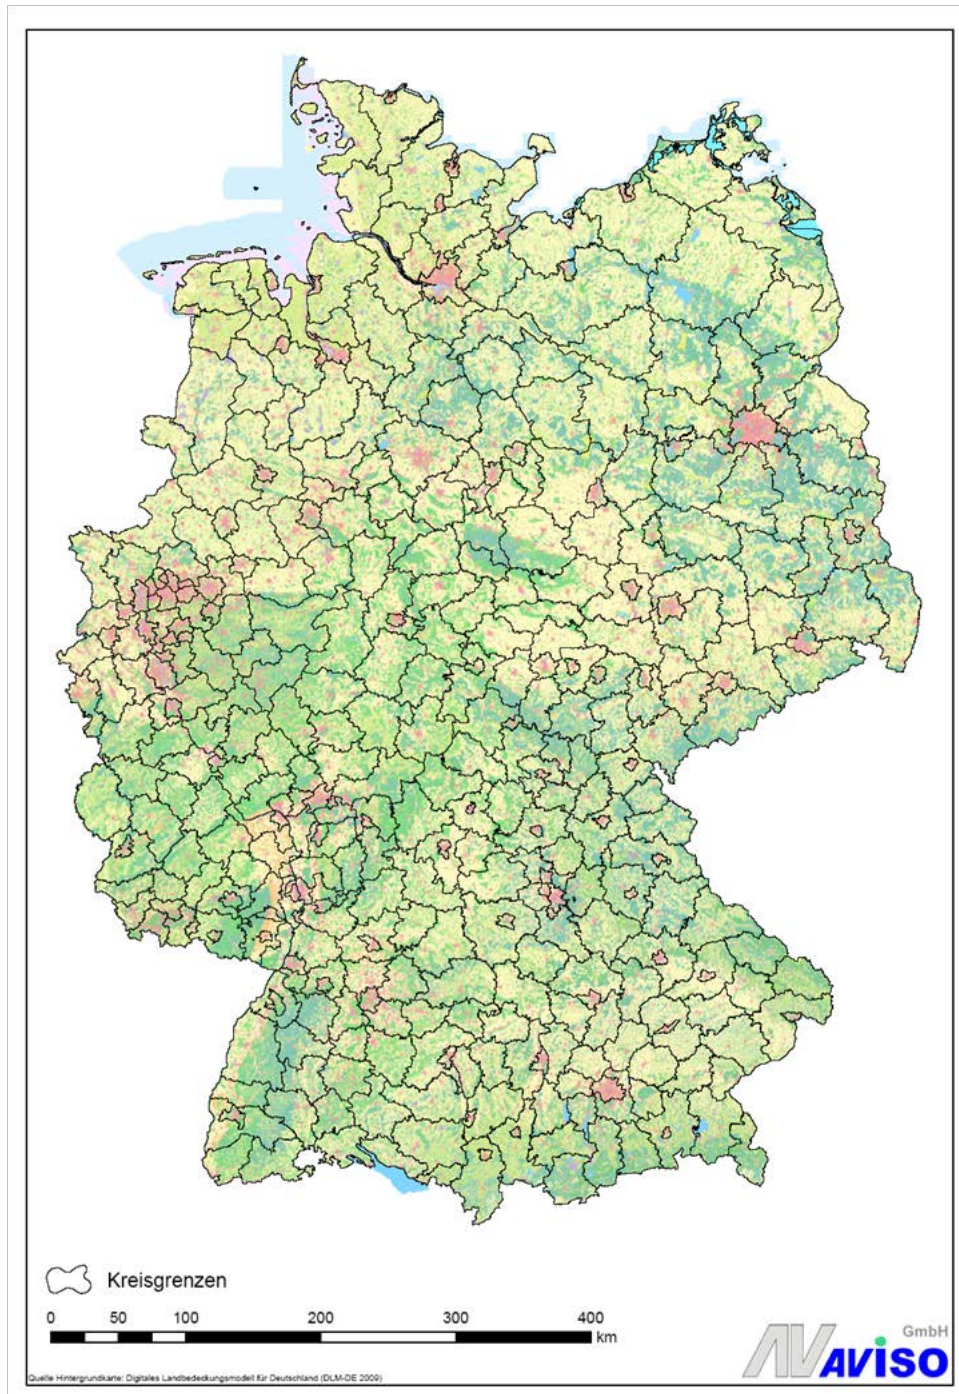 Kreisgrenzen
0 50 100 200 300 400
km
GmbH
AVISO
Quelle Hintergrundkarte: Digitales Landbedeckungsmodell für Deutschland (DLM-DE 2009)